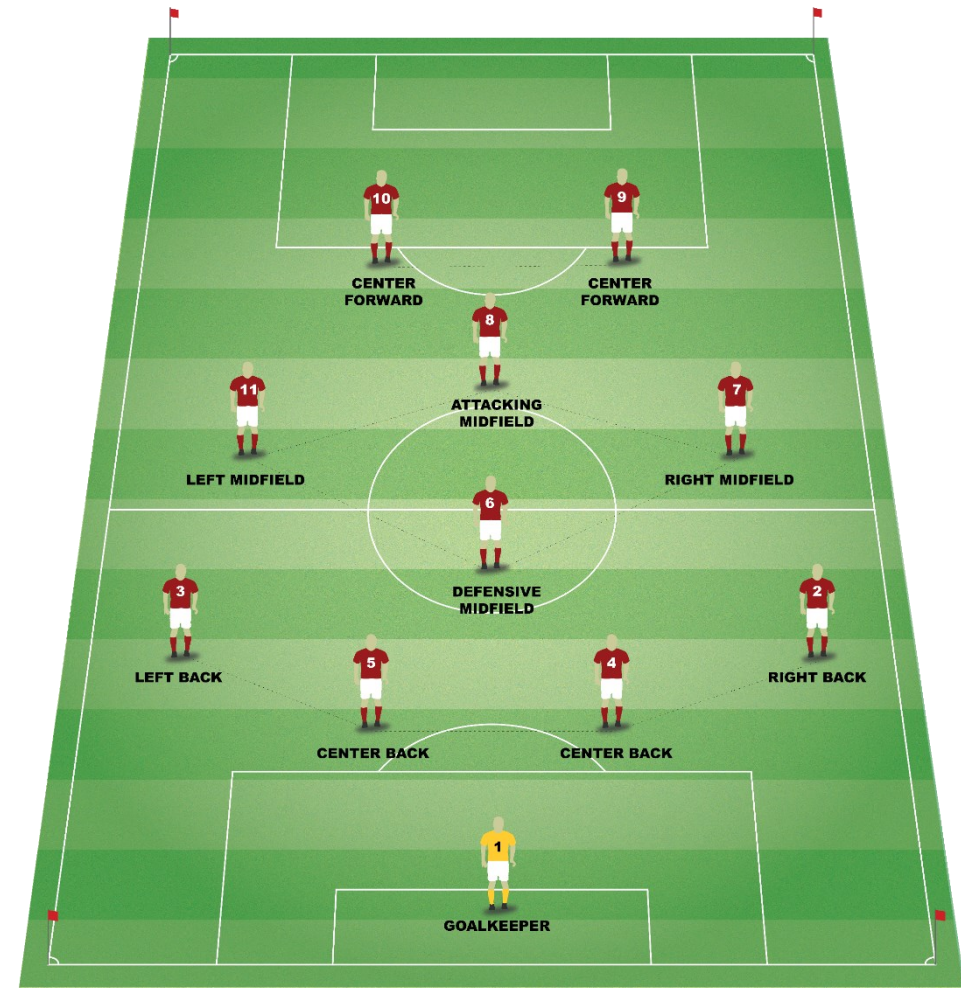 10
9
CENTER
FORWARD
CENTER
FORWARD
8
ATTACKING
MIDFIELD
11
7
LEFT MIDFIELD
RIGHT MIDFIELD
6
DEFENSIVE
MIDFIELD
3
2
LEFT BACK
RIGHT BACK
5
4
CENTER BACK
CENTER BACK
1
GOALKEEPER